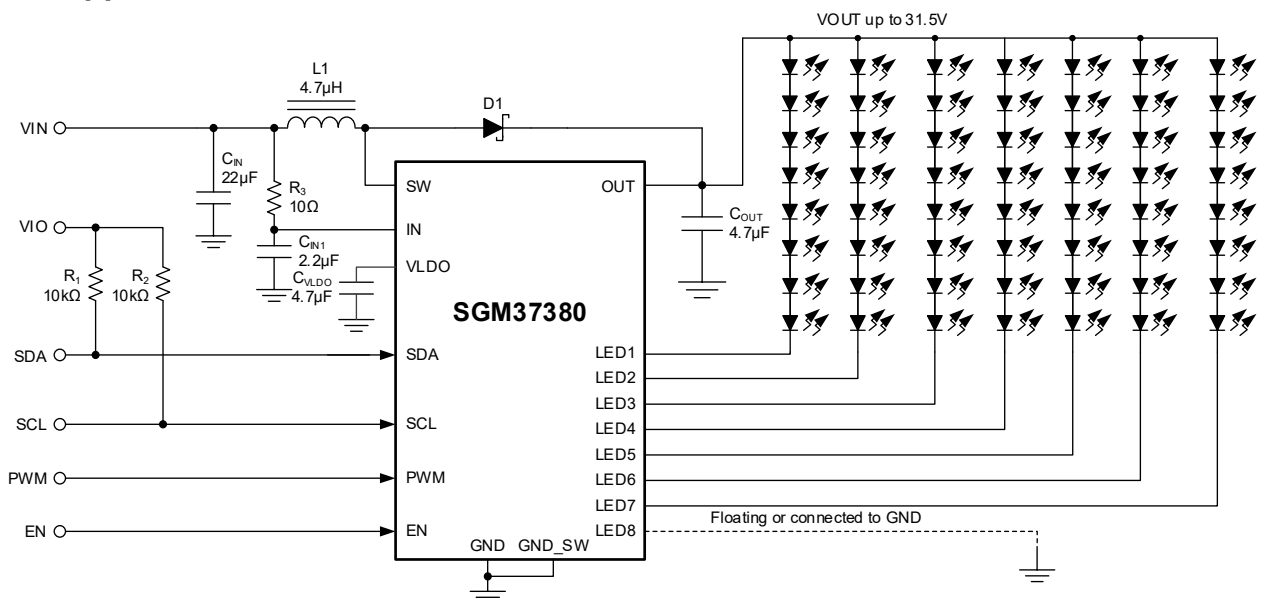 VOUT up to 31.5V
L1
4.7µH
D1
VIN
CIN
22µF
R3
10Ω
SW
OUT
COUT
4.7µF
VIO
IN
CIN1
2.2µF
VLDO
CVLDO
4.7µF
R1
10kΩ
R2
10kΩ
SGM37380
SDA
SDA
LED1
LED2
LED3
SCL
SCL
LED4
LED5
PWM
PWM
LED6
LED7
Floating or connected to GND
EN
EN
LED8
GND
GND_SW